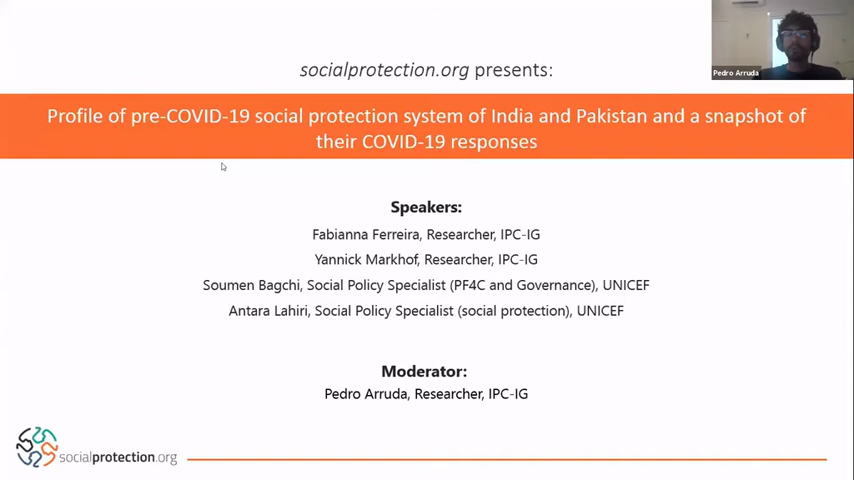 socialprotection.org presents:
Pedro Arruda
Profile of pre-COVID-19 social protection system of India and Pakistan and a snapshot of
their COVID-19 responses
Speakers:
Fabianna Ferreira, Researcher, IPC-IG
Yannick Markhof, Researcher, IPC-IG
Soumen Bagchi, Social Policy Specialist (PF4C and Governance), UNICEF
Antara Lahiri, Social Policy Specialist (social protection), UNICEF
Moderator:
Pedro Arruda, Researcher, IPC-IG
socialprotection.org